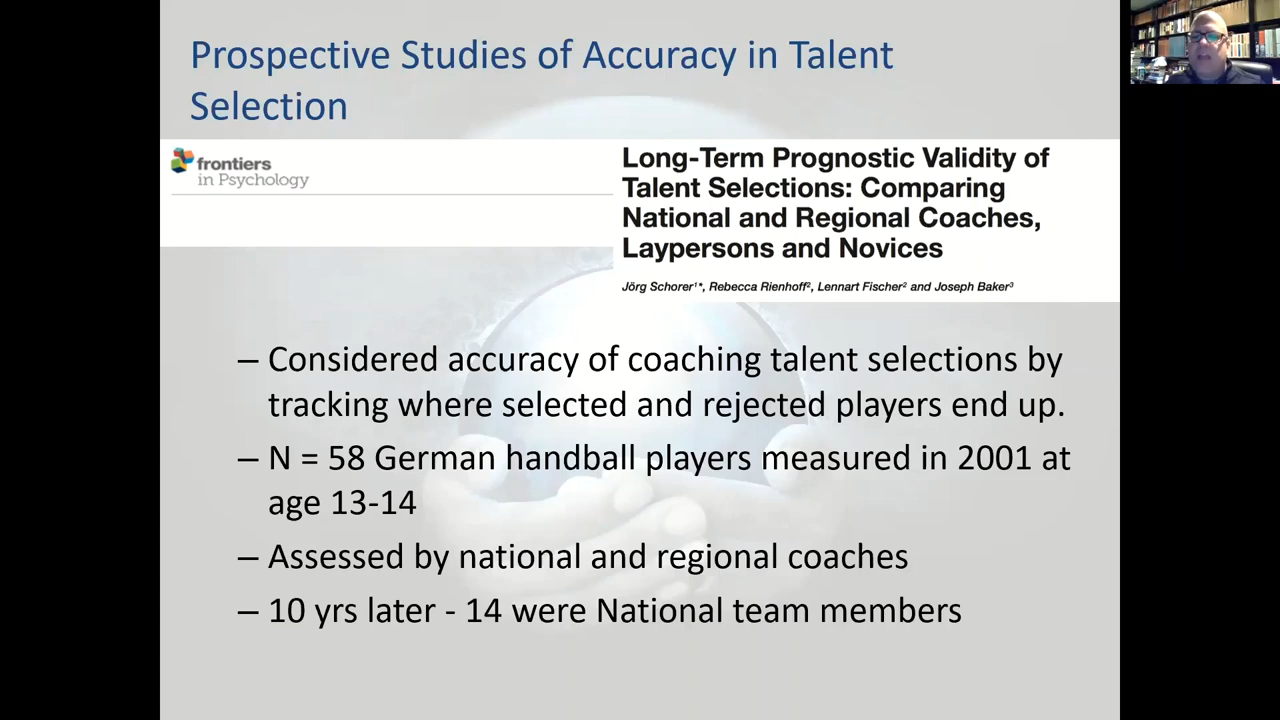 Prospective Studies of Accuracy in Talent
Selection
frontiers
in Psychology
Long-Term Prognostic Validity of
Talent Selections: Comparing
National and Regional Coaches,
Laypersons and Novices
Jörg Schorer¹*, Rebecca Rienhoff², Lennart Fischer² and Joseph Baker³
– Considered accuracy of coaching talent selections by
tracking where selected and rejected players end up.
– N = 58 German handball players measured in 2001 at
age 13-14
– Assessed by national and regional coaches
– 10 yrs later - 14 were National team members